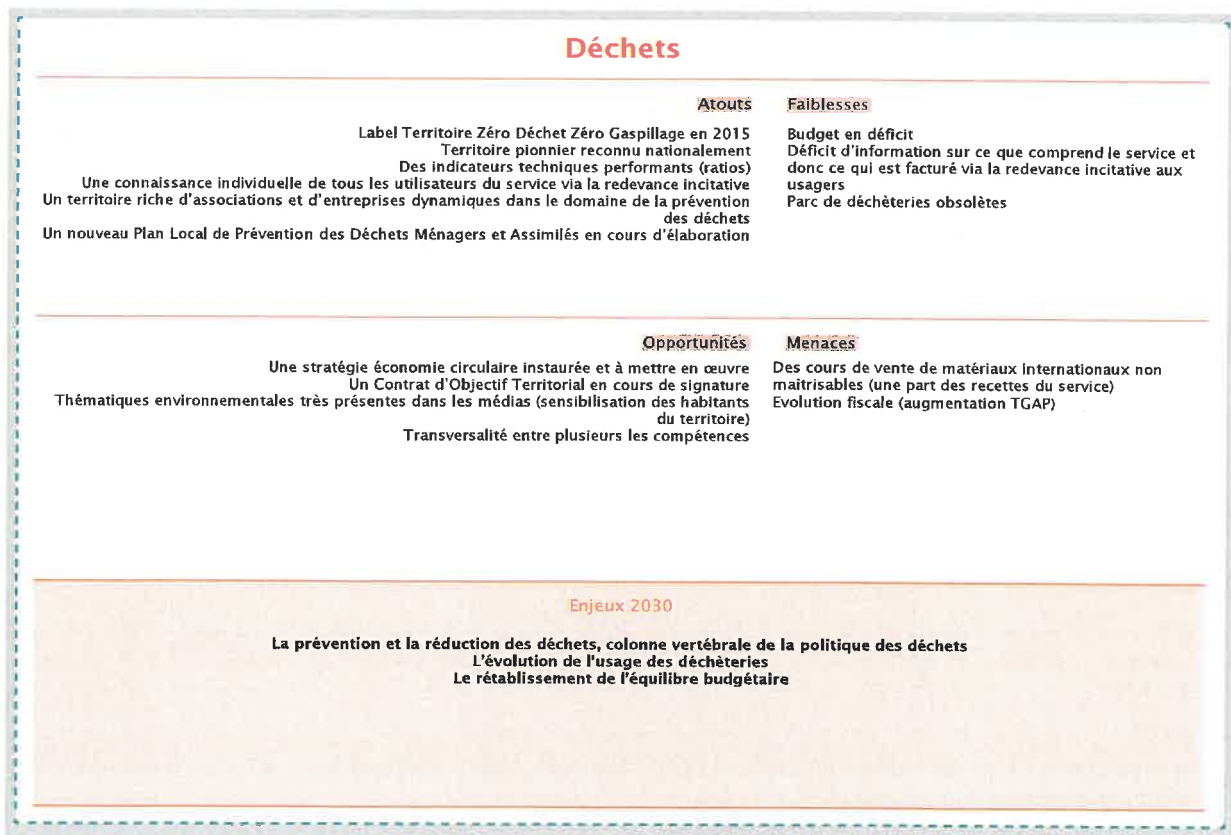 Déchets
Atouts
Label Territoire Zéro Déchet Zéro Gaspillage en 2015
Territoire pionnier reconnu nationalement
Des indicateurs techniques performants (ratios)
Une connaissance individuelle de tous les utilisateurs du service via la redevance incitative
Un territoire riche d'associations et d'entreprises dynamiques dans le domaine de la prévention
des déchets
Un nouveau Plan Local de Prévention des Déchets Ménagers et Assimilés en cours d'élaboration
Faiblesses
Budget en déficit
Déficit d'information sur ce que comprend le service et
donc ce qui est facturé via la redevance incitative aux
usagers
Parc de déchèteries obsolètes
Opportunités
Une stratégie économie circulaire instaurée et à mettre en œuvre
Un Contrat d'Objectif Territorial en cours de signature
Thématiques environnementales très présentes dans les médias (sensibilisation des habitants
du territoire)
Transversalité entre plusieurs les compétences
Menaces
Des cours de vente de matériaux internationaux non
maitrisables (une part des recettes du service)
Evolution fiscale (augmentation TGAP)
Enjeux 2030
La prévention et la réduction des déchets, colonne vertébrale de la politique des déchets
L'évolution de l'usage des déchèteries
Le rétablissement de l'équilibre budgétaire